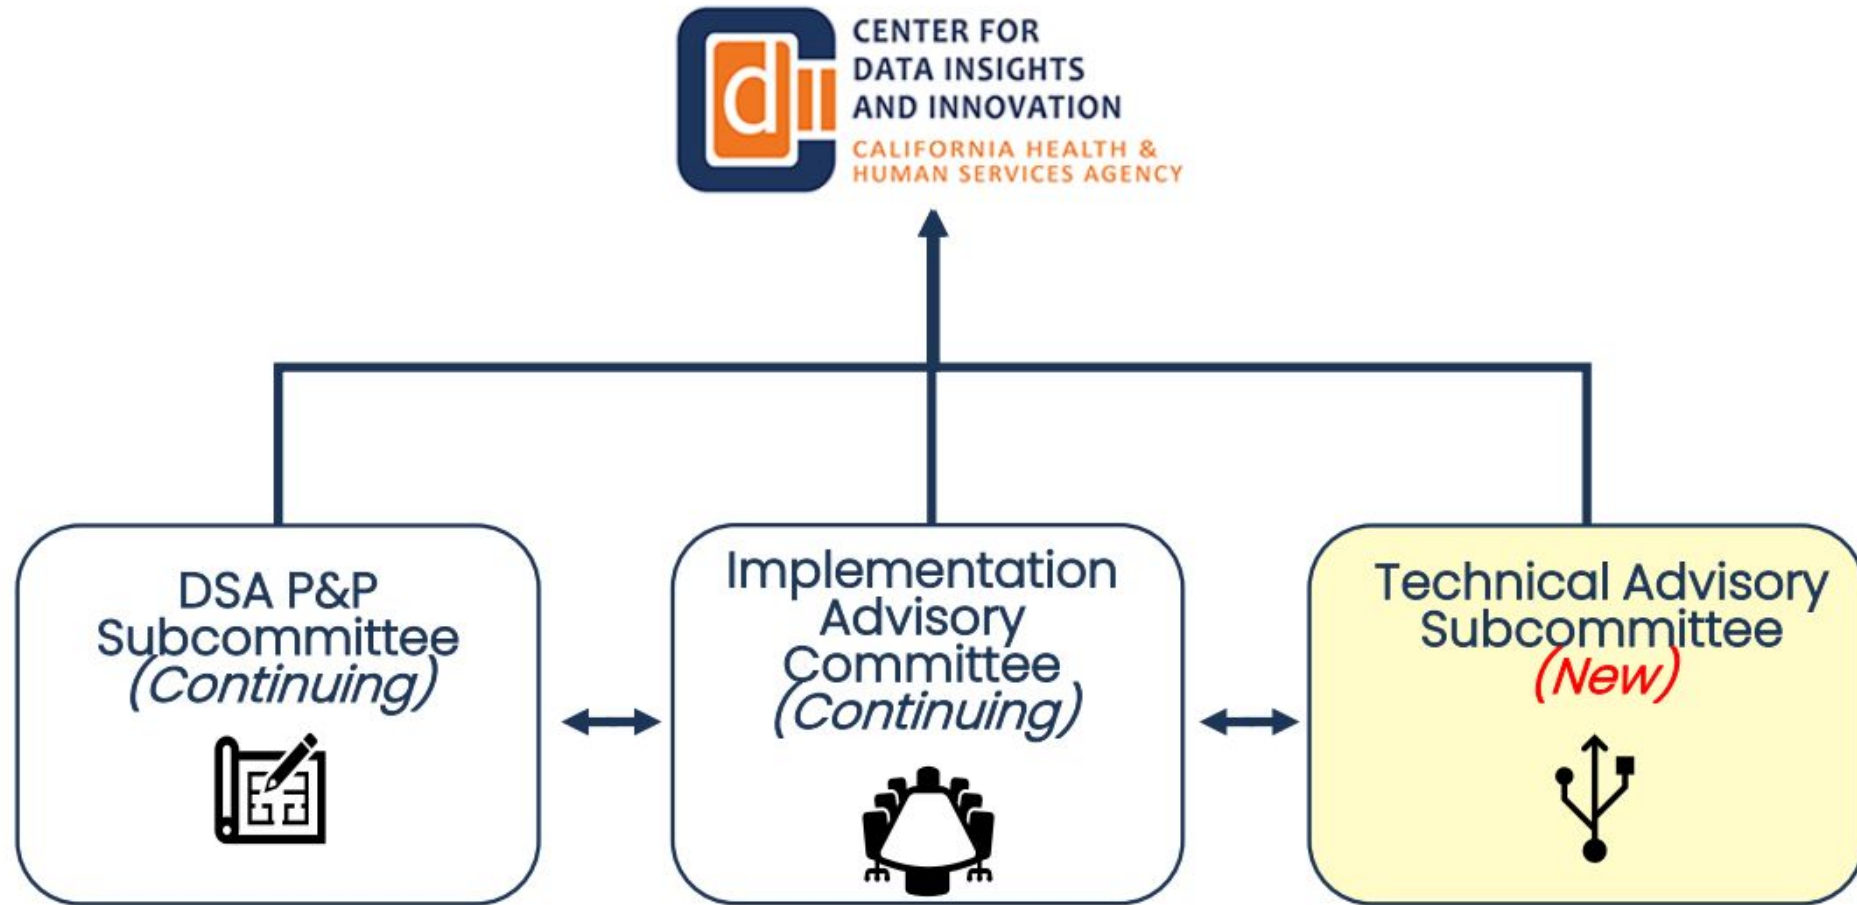 CENTER FOR
DATA INSIGHTS
AND INNOVATION
CALIFORNIA HEALTH &
HUMAN SERVICES AGENCY
DSA P&P
Subcommittee
(Continuing)
Implementation
Advisory
Committee
(Continuing)
Technical Advisory
Subcommittee
(New)